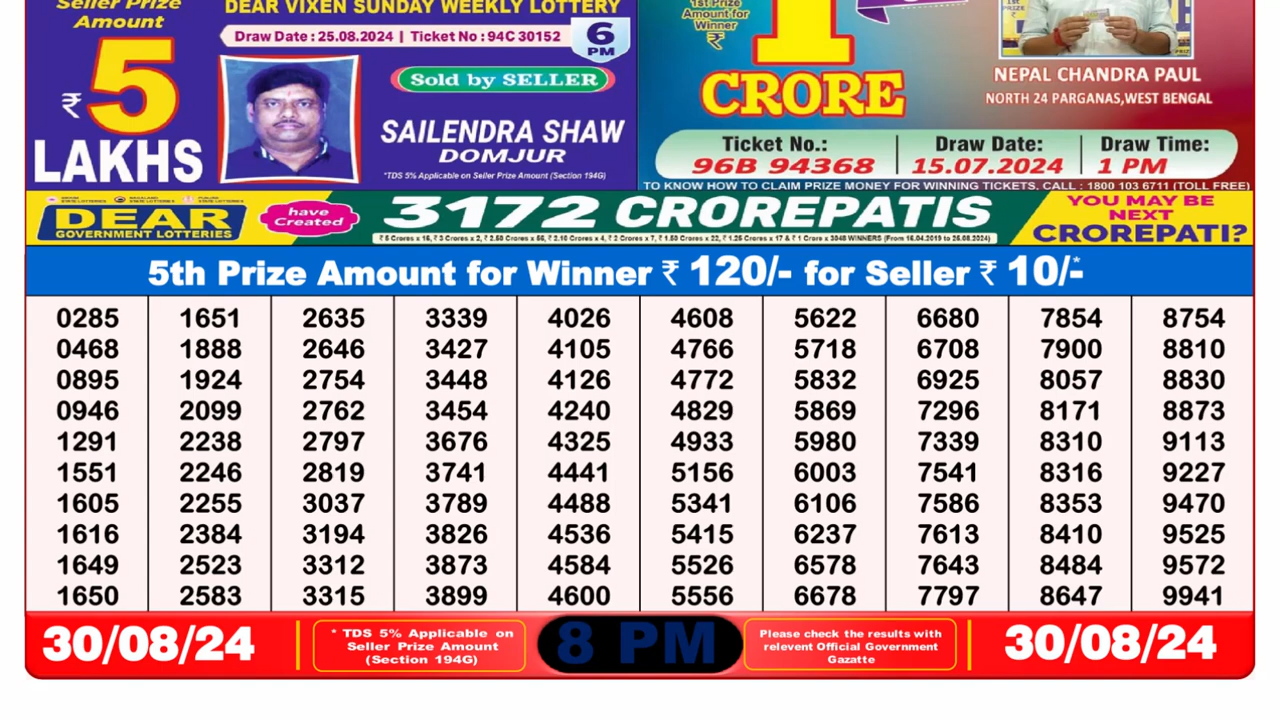 Seller Prize
Amount
₹ 5
LAKHS
DEAR VIXEN SUNDAY WEEKLY LOTTERY
Draw Date : 25.08.2024 | Ticket No : 94C 30152
6
PM
Sold by SELLER
SAILENDRA SHAW
DOMJUR
*TDS 5% Applicable on Seller Prize Amount (Section 194G)
1st Prize
Amount for
Winner
₹
1
CRORE
NEPAL CHANDRA PAUL
NORTH 24 PARGANAS,WEST BENGAL
Ticket No.: Draw Date: Draw Time:
96B 94368 15.07.2024 1 PM
TO KNOW HOW TO CLAIM PRIZE MONEY FOR WINNING TICKETS, CALL : 1800 103 6711 (TOLL FREE)
DEAR
GOVERNMENT LOTTERIES
have
Created
3172 CROREPATIS
YOU MAY BE
NEXT
CROREPATI?
5th Prize Amount for Winner ₹ 120/- for Seller ₹ 10/-*
0285 1651 2635 3339 4026 4608 5622 6680 7854 8754
0468 1888 2646 3427 4105 4766 5718 6708 7900 8810
0895 1924 2754 3448 4126 4772 5832 6925 8057 8830
0946 2099 2762 3454 4240 4829 5869 7296 8171 8873
1291 2238 2797 3676 4325 4933 5980 7339 8310 9113
1551 2246 2819 3741 4441 5156 6003 7541 8316 9227
1605 2255 3037 3789 4488 5341 6106 7586 8353 9470
1616 2384 3194 3826 4536 5415 6237 7613 8410 9525
1649 2523 3312 3873 4584 5526 6578 7643 8484 9572
1650 2583 3315 3899 4600 5556 6678 7797 8647 9941
30/08/24
* TDS 5% Applicable on
Seller Prize Amount
(Section 194G)
8 PM
Please check the results with
relevent Official Government
Gazatte
30/08/24